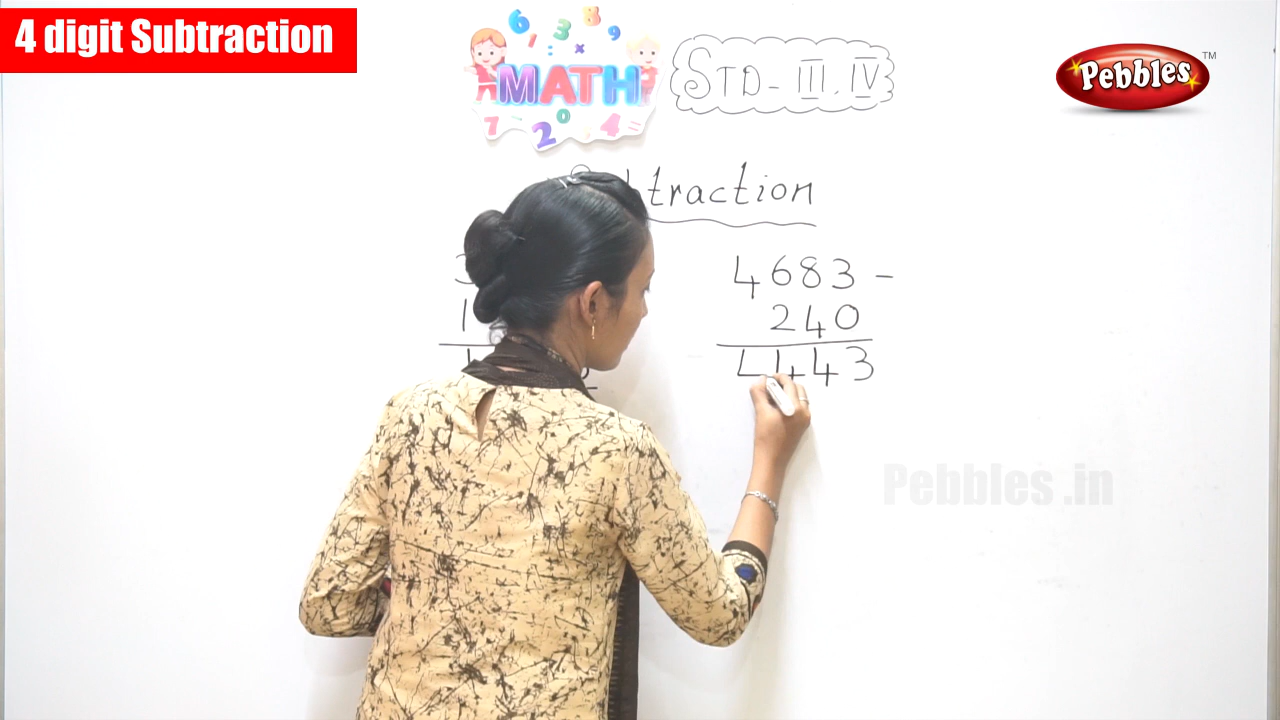 4 digit Subtraction
6 1 3 : x 8 9
MATH
7 - 2 0 4 =
STD - III . IV
Pebbles TM
4683 -
240
4443
Pebbles .in